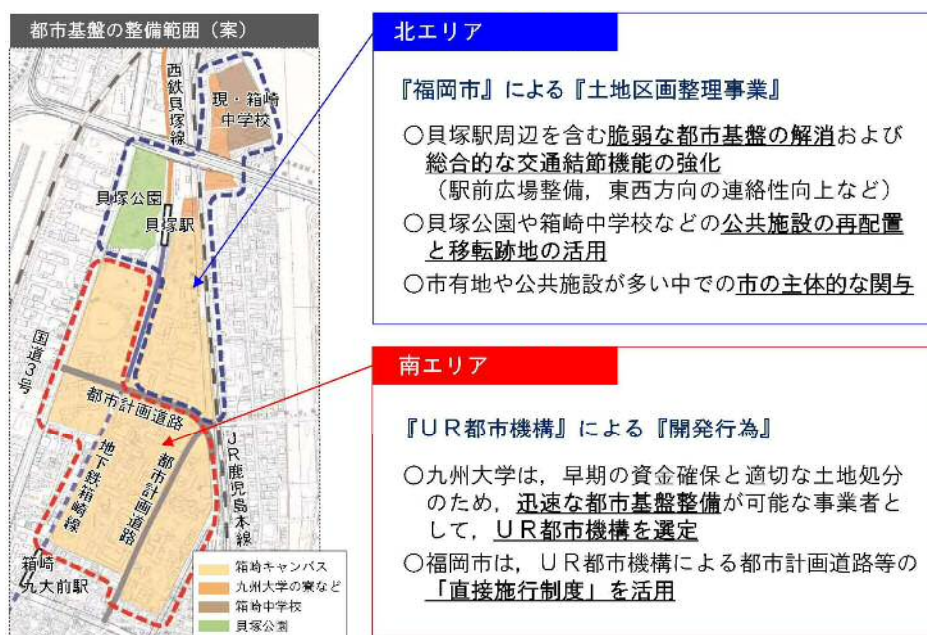 都市基盤の整備範囲（案）
西鉄貝塚線
現・箱崎
中学校
貝塚公園
貝塚駅
国道３号
都市計画道路
地下鉄箱崎線
都市計画道路
ＪＲ鹿児島本線
箱崎
九大前駅
箱崎キャンパス
九州大学の寮など
箱崎中学校
貝塚公園
北エリア
『福岡市』による『土地区画整理事業』
○貝塚駅周辺を含む脆弱な都市基盤の解消および
総合的な交通結節機能の強化
（駅前広場整備，東西方向の連絡性向上など）
○貝塚公園や箱崎中学校などの公共施設の再配置
と移転跡地の活用
○市有地や公共施設が多い中での市の主体的な関与
南エリア
『ＵＲ都市機構』による『開発行為』
○九州大学は，早期の資金確保と適切な土地処分
のため，迅速な都市基盤整備が可能な事業者と
して，ＵＲ都市機構を選定
○福岡市は，ＵＲ都市機構による都市計画道路等の
「直接施行制度」を活用